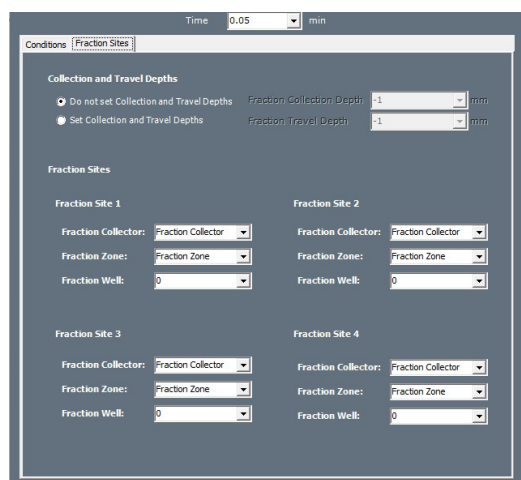 Time 0.05 min
Conditions Fraction Sites
Collection and Travel Depths
Do not set Collection and Travel Depths Fraction Collection Depth -1 mm
Set Collection and Travel Depths Fraction Travel Depth -1 mm
Fraction Sites
Fraction Site 1 Fraction Site 2
Fraction Collector: Fraction Collector Fraction Collector: Fraction Collector
Fraction Zone: Fraction Zone Fraction Zone: Fraction Zone
Fraction Well: 0 Fraction Well: 0
Fraction Site 3 Fraction Site 4
Fraction Collector: Fraction Collector Fraction Collector: Fraction Collector
Fraction Zone: Fraction Zone Fraction Zone: Fraction Zone
Fraction Well: 0 Fraction Well: 0